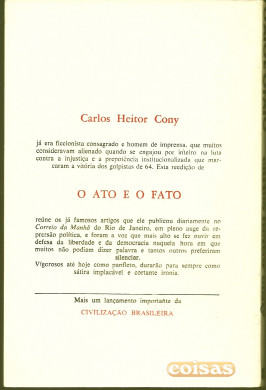 Carlos Heitor Cony
já era ficcionista consagrado e homem de imprensa, que muitos
consideravam alienado quando se engajou por inteiro na luta
contra a injustiça e a prepotência institucionalizada que mar-
caram a vitória dos golpistas de 64. Esta reedição de
O ATO E O FATO
reúne os já famosos artigos que ele publicou diariamente no
Correio da Manhã do Rio de Janeiro, em pleno auge da re-
pressão política, e foram a voz que mais alto se fez ouvir em
defesa da liberdade e da democracia naquela hora em que
muitos não podiam dizer palavra e tantos outros preferiram
silenciar.
Vigorosos até hoje como panfleto, durarão para sempre como
sátira implacável e cortante ironia.
Mais um lançamento importante da
CIVILIZAÇÃO BRASILEIRA
coisas